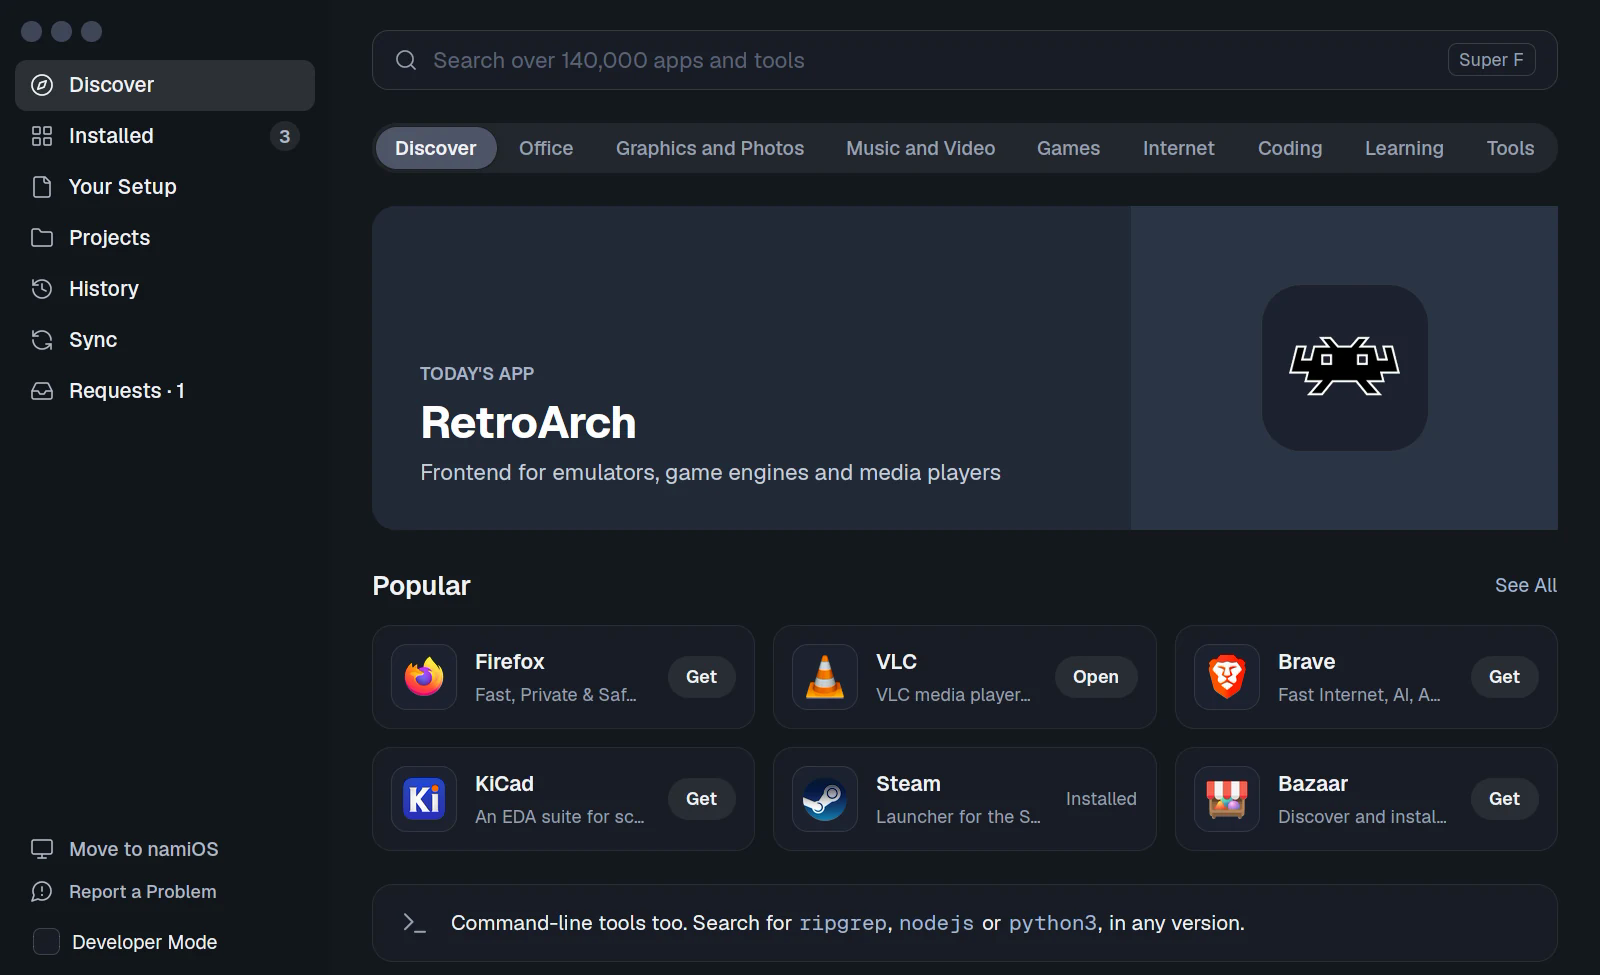 Discover
Installed 3
Your Setup
Projects
History
Sync
Requests · 1
Move to namiOS
Report a Problem
Developer Mode
Search over 140,000 apps and tools Super F
Discover Office Graphics and Photos Music and Video Games Internet Coding Learning Tools
TODAY'S APP
RetroArch
Frontend for emulators, game engines and media players
Popular See All
Firefox
Fast, Private & Saf...
Get
VLC
VLC media player...
Open
Brave
Fast Internet, AI, A...
Get
Ki
KiCad
An EDA suite for sc...
Get
Steam
Launcher for the S...
Installed
Bazaar
Discover and instal...
Get
Command-line tools too. Search for ripgrep, nodejs or python3, in any version.